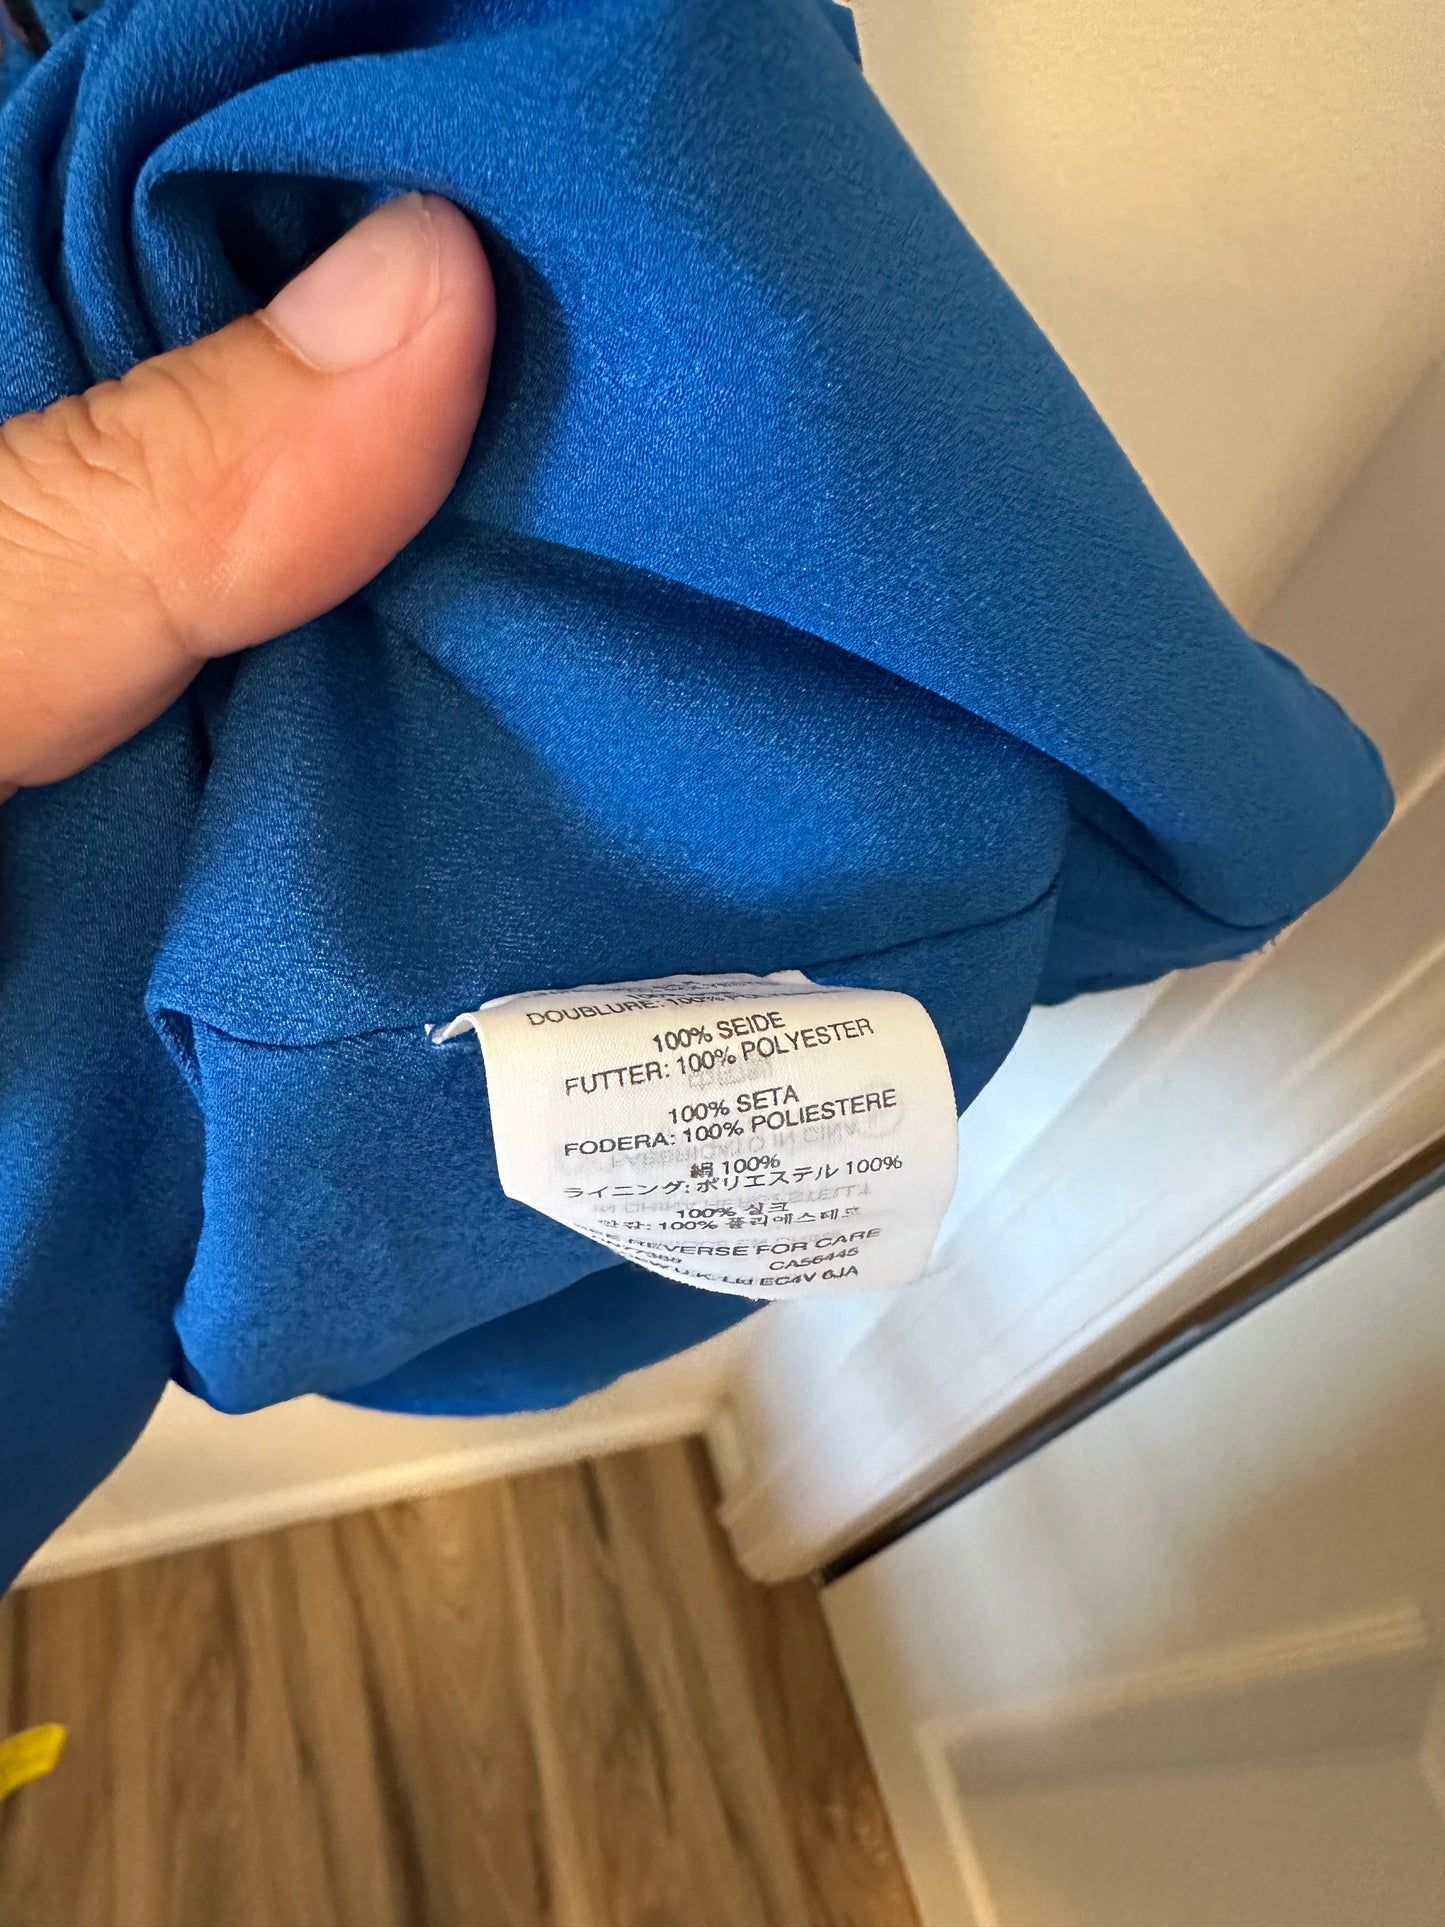 DOUBLURE: 100% POLYESTER
100% SEIDE
FUTTER: 100% POLYESTER
100% SETA
FODERA: 100% POLIESTERE
絹 100%
ライニング: ポリエステル 100%
100% 실크
안감: 100% 폴리에스테르
REVERSE FOR CARE
CA56445
U.K. Ltd EC4V 6JA